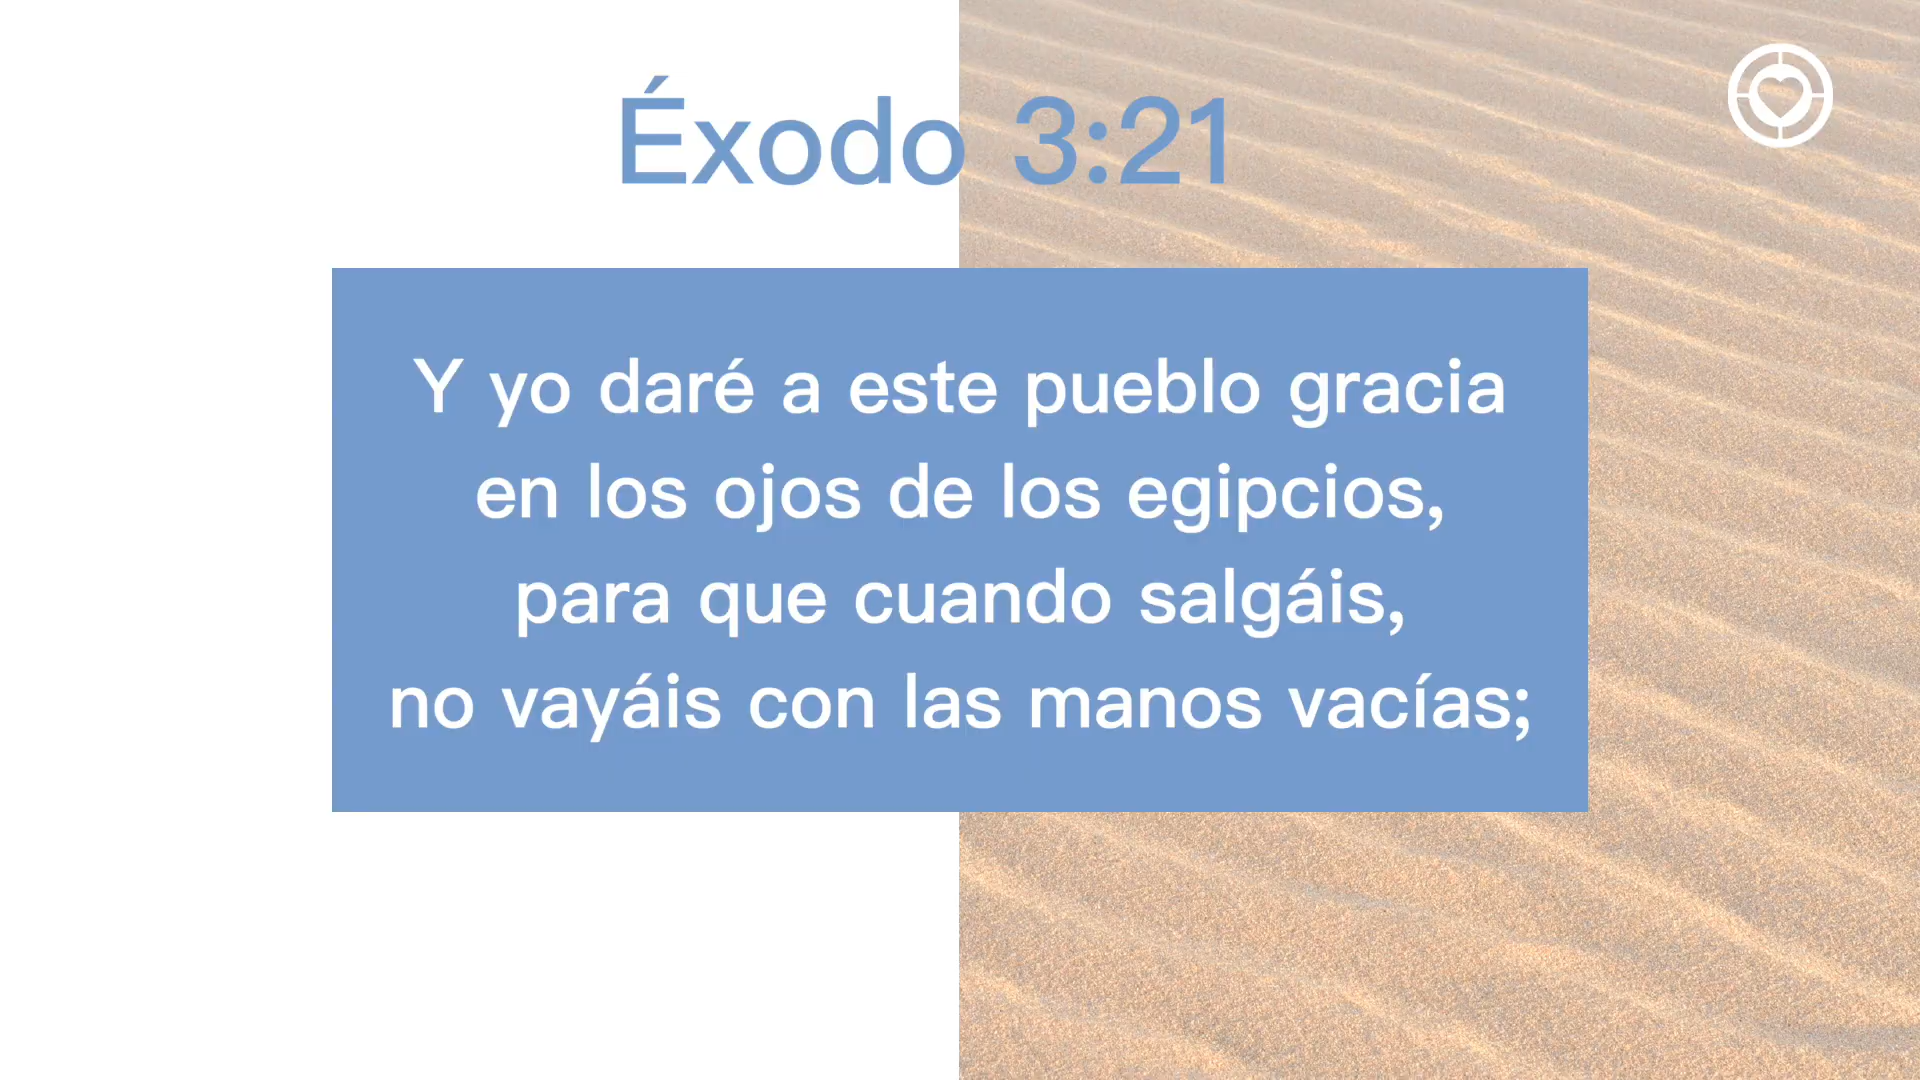 Éxodo 3:21
Y yo daré a este pueblo gracia
en los ojos de los egipcios,
para que cuando salgáis,
no vayáis con las manos vacías;